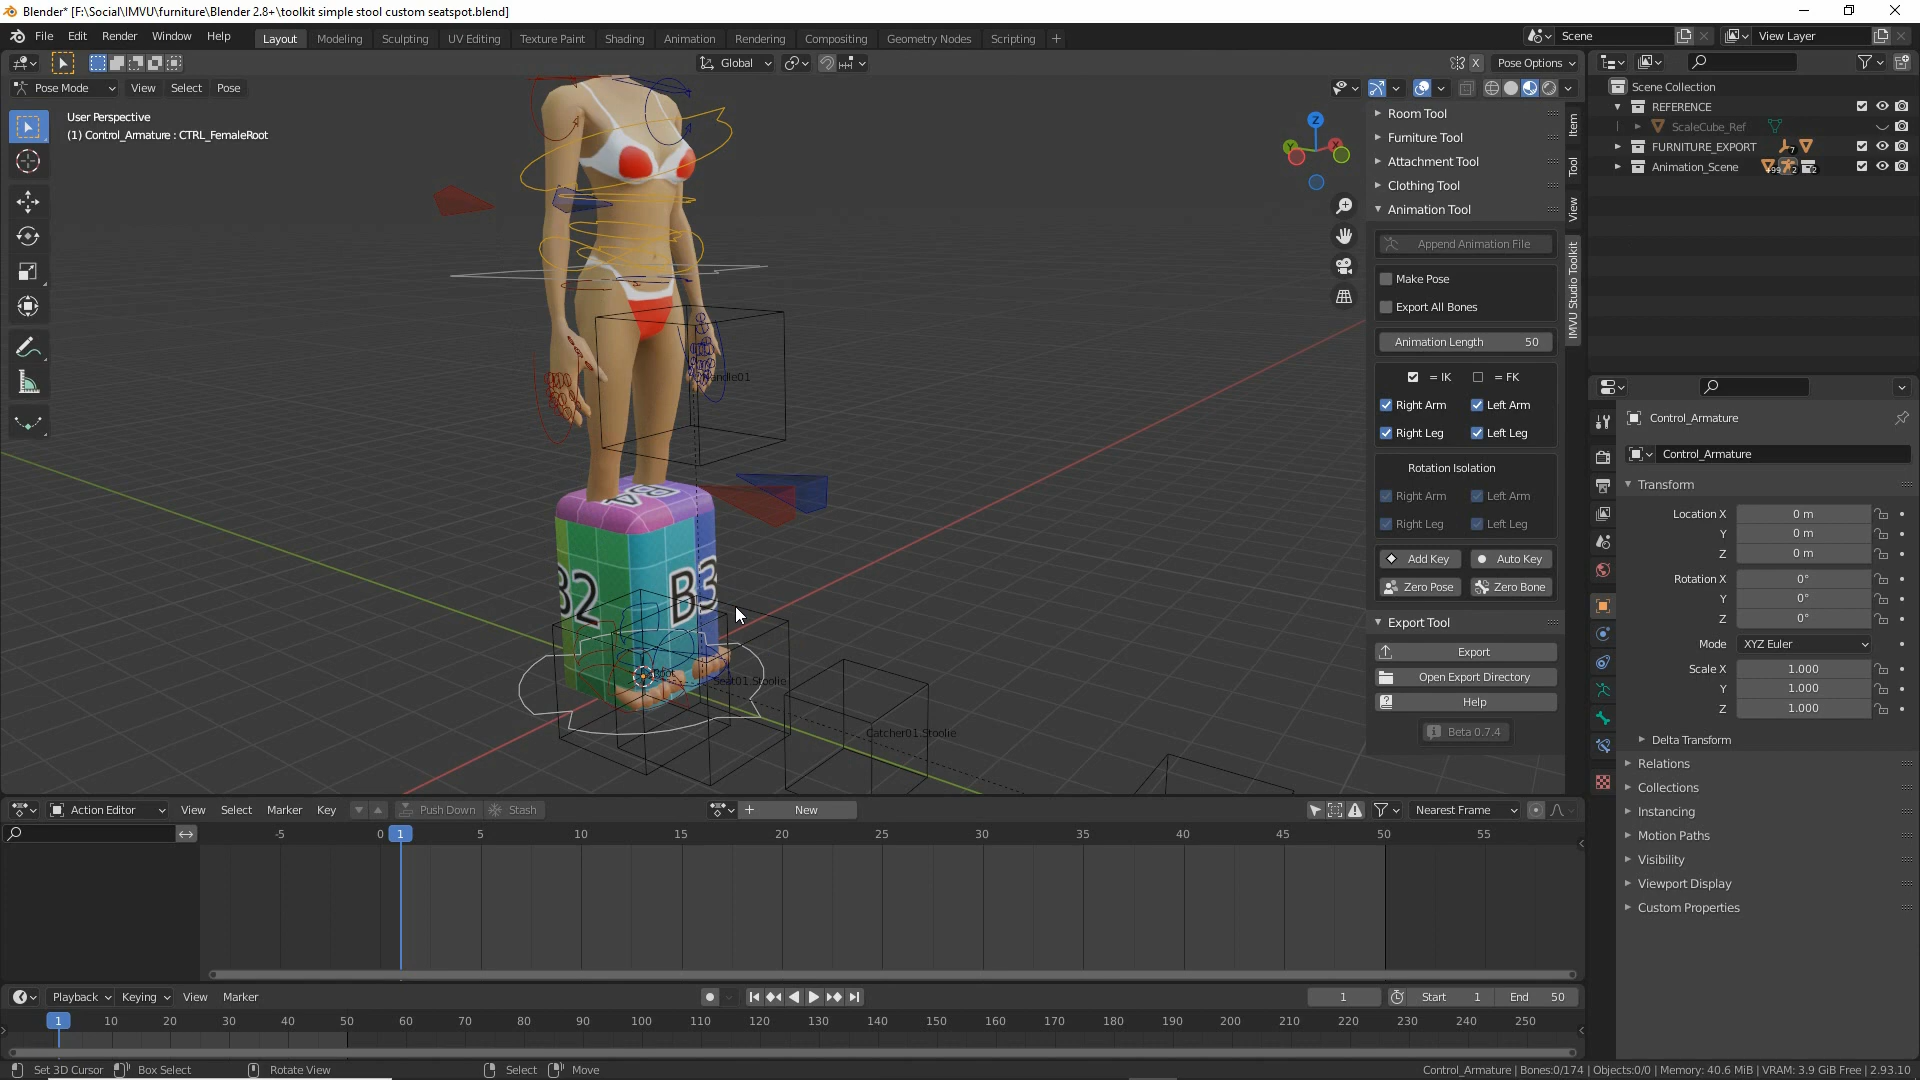 Blender* [F:\Social\IMVU\furniture\Blender 2.8+\toolkit simple stool custom seatspot.blend]
File Edit Render Window Help Layout Modeling Sculpting UV Editing Texture Paint Shading Animation Rendering Compositing Geometry Nodes Scripting + Scene View Layer
Global X Pose Options
Pose Mode View Select Pose
User Perspective
(1) Control_Armature : CTRL_FemaleRoot
Z
Room Tool
Furniture Tool
Attachment Tool
Clothing Tool
Animation Tool
Append Animation File
Make Pose
Export All Bones
Animation Length 50
= IK = FK
Right Arm Left Arm
Right Leg Left Leg
Rotation Isolation
Right Arm Left Arm
Right Leg Left Leg
Add Key Auto Key
Zero Pose Zero Bone
Export Tool
Export
Open Export Directory
Help
Beta 0.7.4
Item
Tool
View
IMVU Studio Toolkit
B4
B2
B3
Seat01.Stoolie
Catcher01.Stoolie
Scene Collection
REFERENCE
ScaleCube_Ref
FURNITURE_EXPORT 7
Animation_Scene +99 2 2
Control_Armature
Control_Armature
Transform
Location X 0 m
Y 0 m
Z 0 m
Rotation X 0°
Y 0°
Z 0°
Mode XYZ Euler
Scale X 1.000
Y 1.000
Z 1.000
Delta Transform
Relations
Collections
Instancing
Motion Paths
Visibility
Viewport Display
Custom Properties
Action Editor View Select Marker Key Push Down Stash + New Nearest Frame
-5 0 1 5 10 15 20 25 30 35 40 45 50 55
Playback Keying View Marker 1 Start 1 End 50
1 10 20 30 40 50 60 70 80 90 100 110 120 130 140 150 160 170 180 190 200 210 220 230 240 250
Set 3D Cursor Box Select Rotate View Select Move Control_Armature | Bones:0/174 | Objects:0/0 | Memory: 40.6 MiB | VRAM: 3.9 GiB Free | 2.93.10